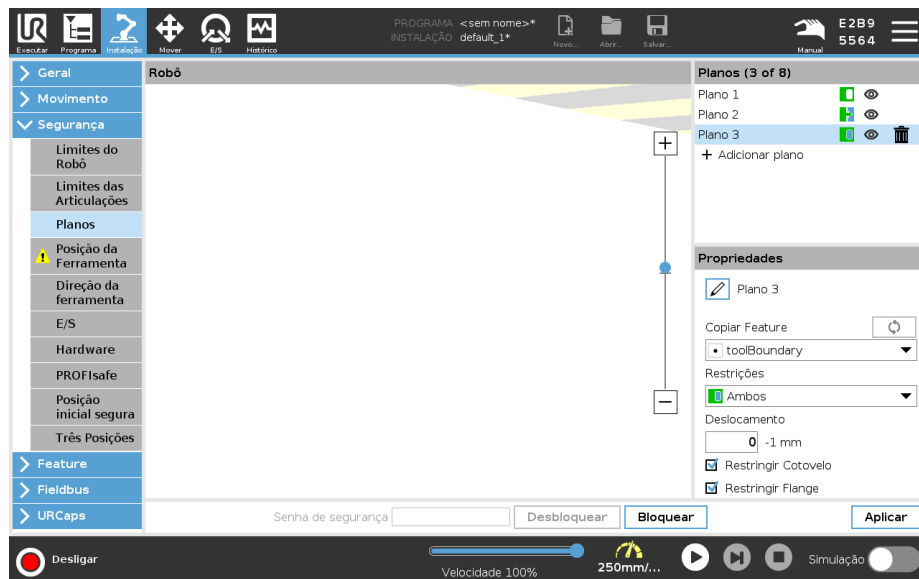 PROGRAMA <sem nome>*
INSTALAÇÃO default_1*
Executar Programa Instalação Mover E/S Histórico
Novo... Abrir... Salvar...
Manual
E2B9
5564
Geral
Movimento
Segurança
Limites do
Robô
Limites das
Articulações
Planos
Posição da
Ferramenta
Direção da
ferramenta
E/S
Hardware
PROFIsafe
Posição
inicial segura
Três Posições
Feature
Fieldbus
URCaps
Robô
Planos (3 of 8)
Plano 1
Plano 2
Plano 3
+ Adicionar plano
Propriedades
Plano 3
Copiar Feature
toolBoundary
Restrições
Ambos
Deslocamento
0 -1 mm
Restringir Cotovelo
Restringir Flange
Senha de segurança Desbloquear Bloquear Aplicar
Desligar
Velocidade 100%
250mm/...
Simulação